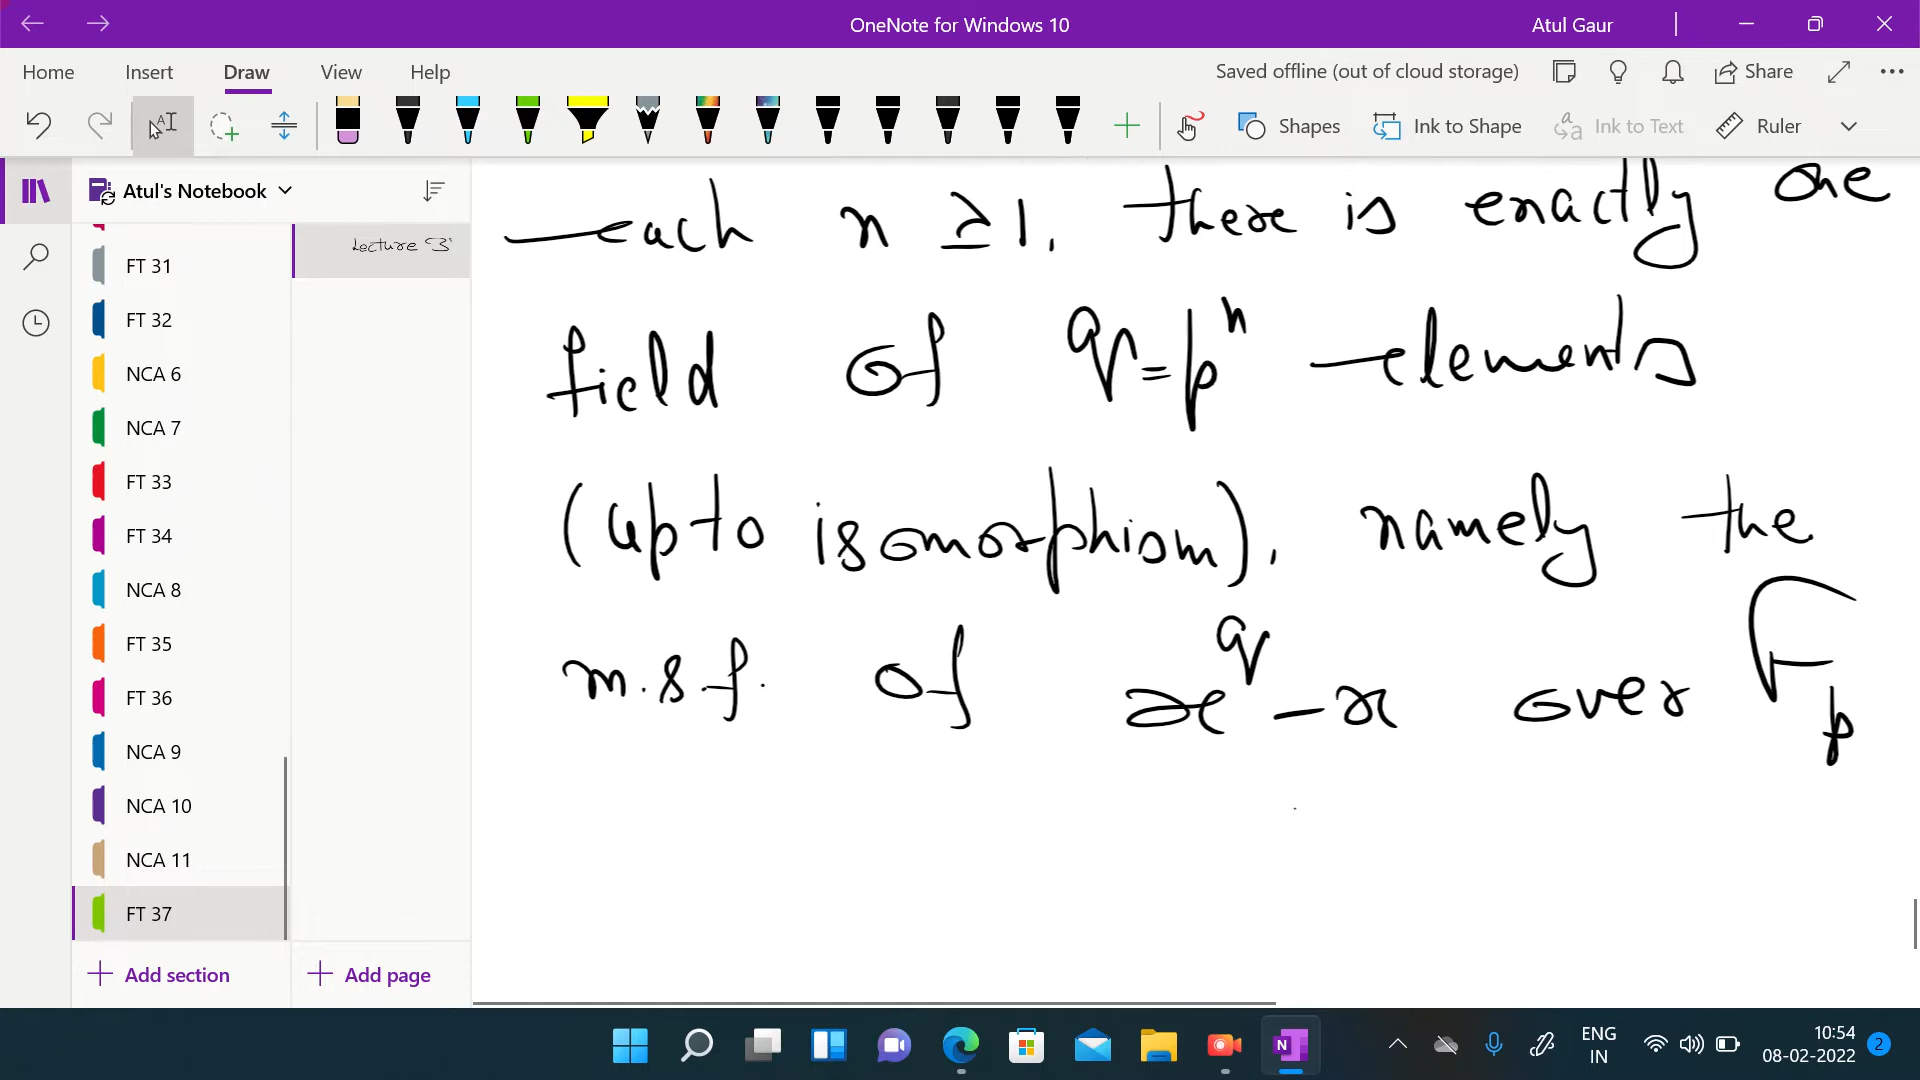 OneNote for Windows 10
Atul Gaur
Home Insert Draw View Help
Saved offline (out of cloud storage)
Share
Shapes
Ink to Shape
Ink to Text
Ruler
Atul's Notebook
FT 31
FT 32
NCA 6
NCA 7
FT 33
FT 34
NCA 8
FT 35
FT 36
NCA 9
NCA 10
NCA 11
FT 37
Add section
Add page
each n ≥ 1, there is exactly one
field of q = pⁿ elements
(upto isomorphism), namely the
m.s.f. of x^q - x over F_p
ENG
IN
10:54
08-02-2022
2